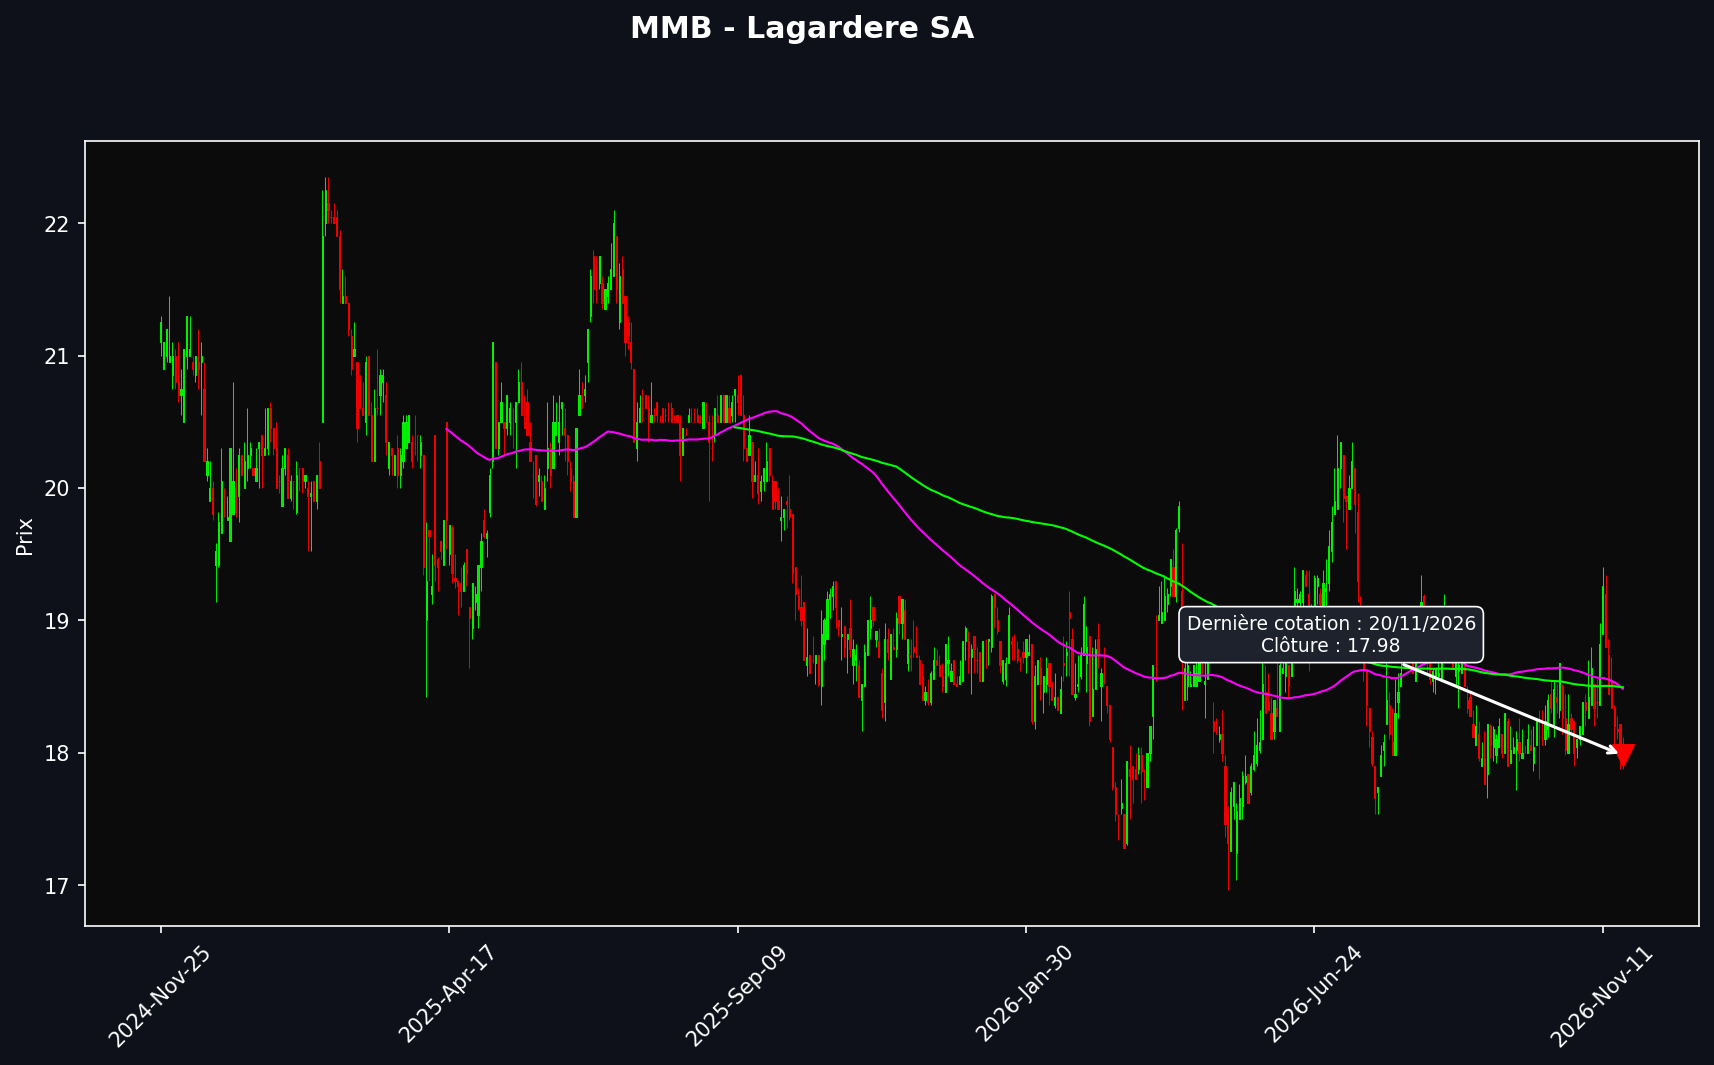 MMB - Lagardere SA
Prix
22
21
20
19
18
17
Dernière cotation : 20/11/2026
Clôture : 17.98
2024-Nov-25
2025-Apr-17
2025-Sep-09
2026-Jan-30
2026-Jun-24
2026-Nov-11